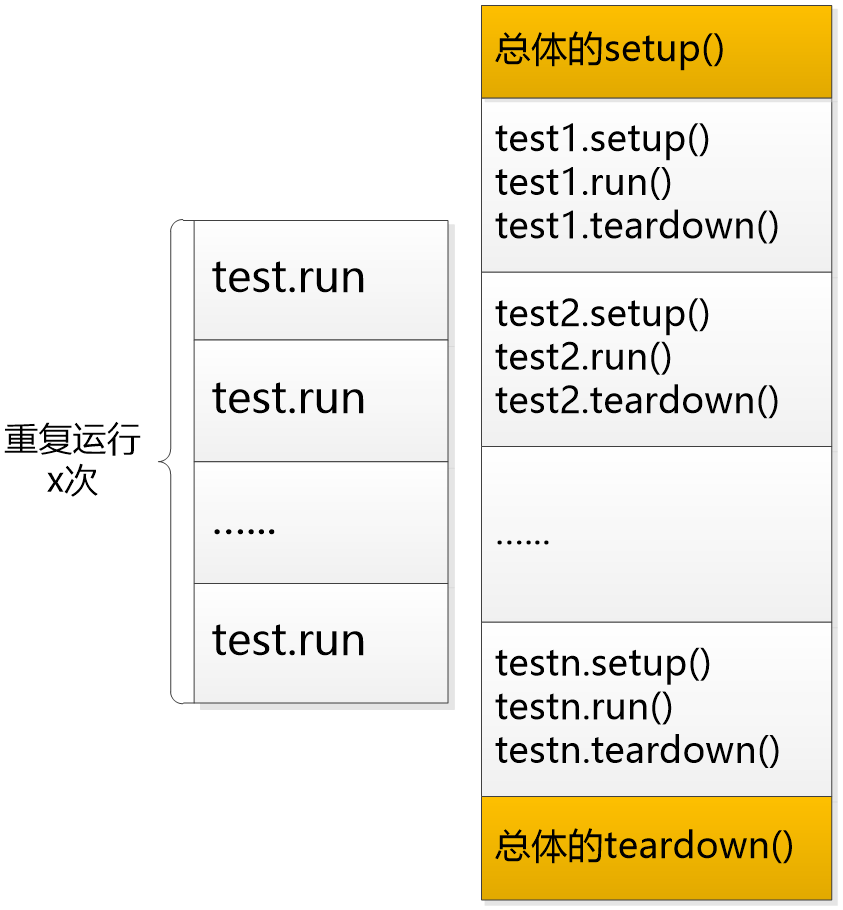 重复运行
x次
test.run
test.run
......
test.run
总体的setup()
test1.setup()
test1.run()
test1.teardown()
test2.setup()
test2.run()
test2.teardown()
......
testn.setup()
testn.run()
testn.teardown()
总体的teardown()